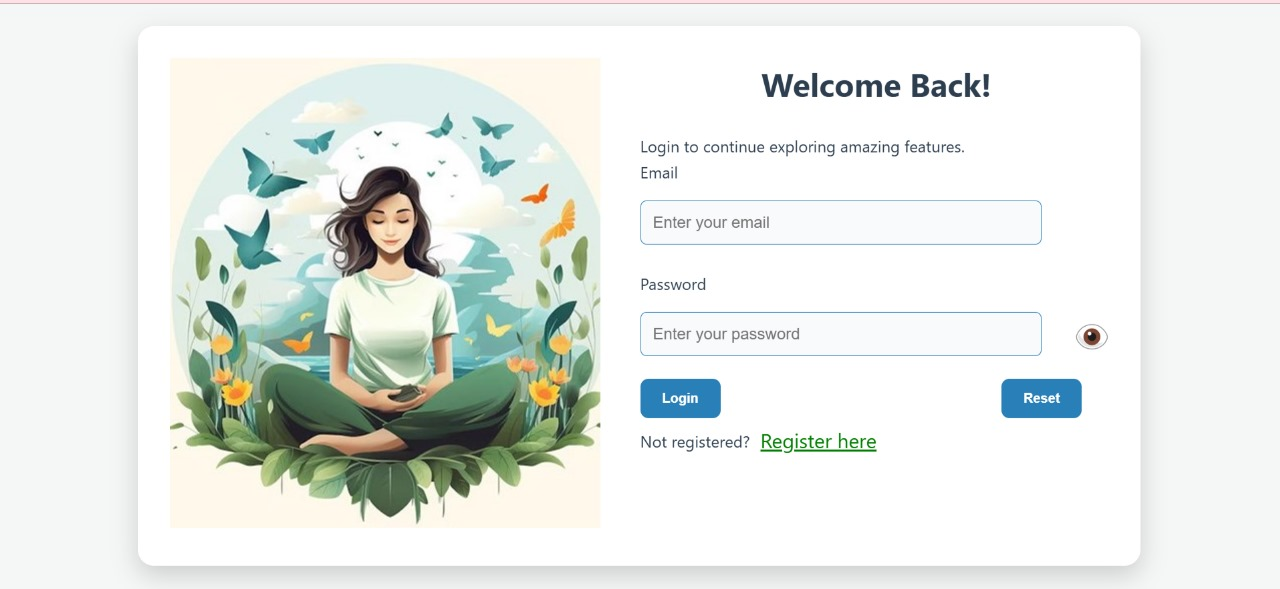 Welcome Back!
Login to continue exploring amazing features.
Email
Enter your email
Password
Enter your password
Login
Reset
Not registered? Register here